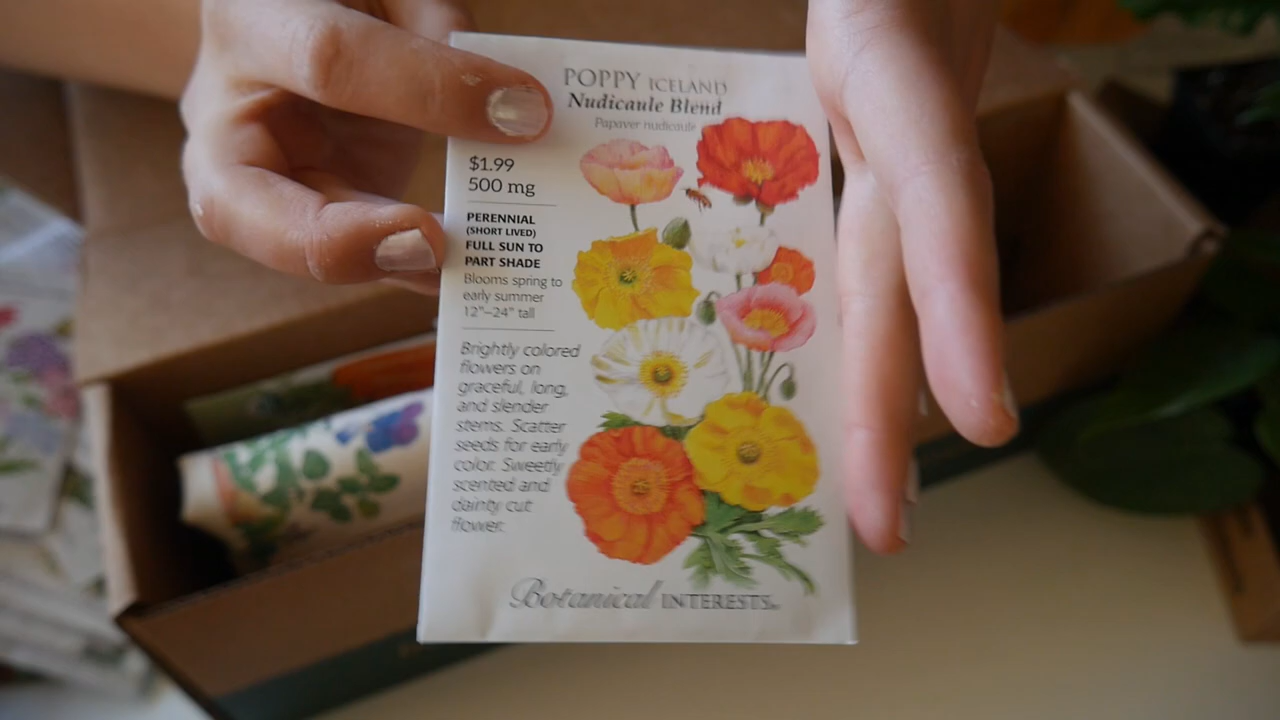 POPPY ICELAND
Nudicaule Blend
Papaver nudicaule
$1.99
500 mg
PERENNIAL
(SHORT LIVED)
FULL SUN TO
PART SHADE
Blooms spring to
early summer
12"–24" tall
Brightly colored
flowers on
graceful, long,
and slender
stems. Scatter
seeds for early
color. Sweetly
scented and
dainty cut
flower.
Botanical INTERESTS